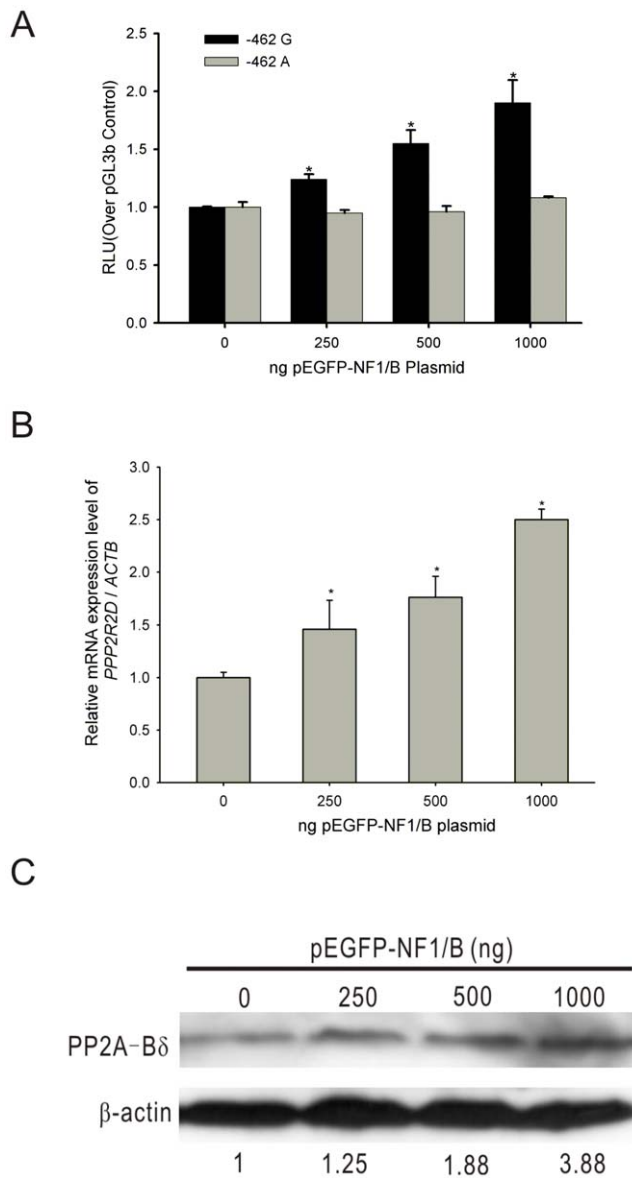 A
-462 G
-462 A
RLU(Over pGL3b Control)
2.5
2.0
1.5
1.0
0.5
0.0
*
*
*
0 250 500 1000
ng pEGFP-NF1/B Plasmid
B
Relative mRNA expression level of
PPP2R2D / ACTB
3.0
2.5
2.0
1.5
1.0
0.5
0.0
*
*
*
0 250 500 1000
ng pEGFP-NF1/B plasmid
C
pEGFP-NF1/B (ng)
0 250 500 1000
PP2A-Bδ
β-actin
1 1.25 1.88 3.88